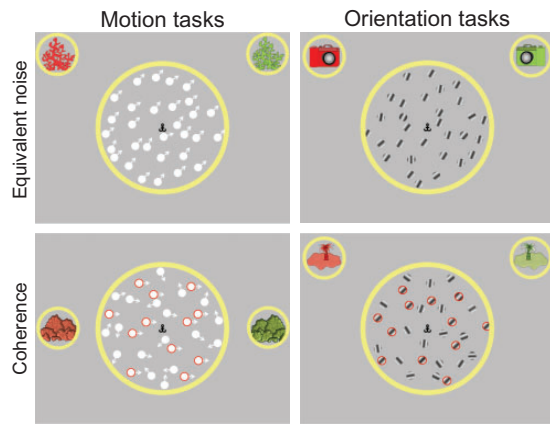 Motion tasks
Orientation tasks
Equivalent noise
Coherence